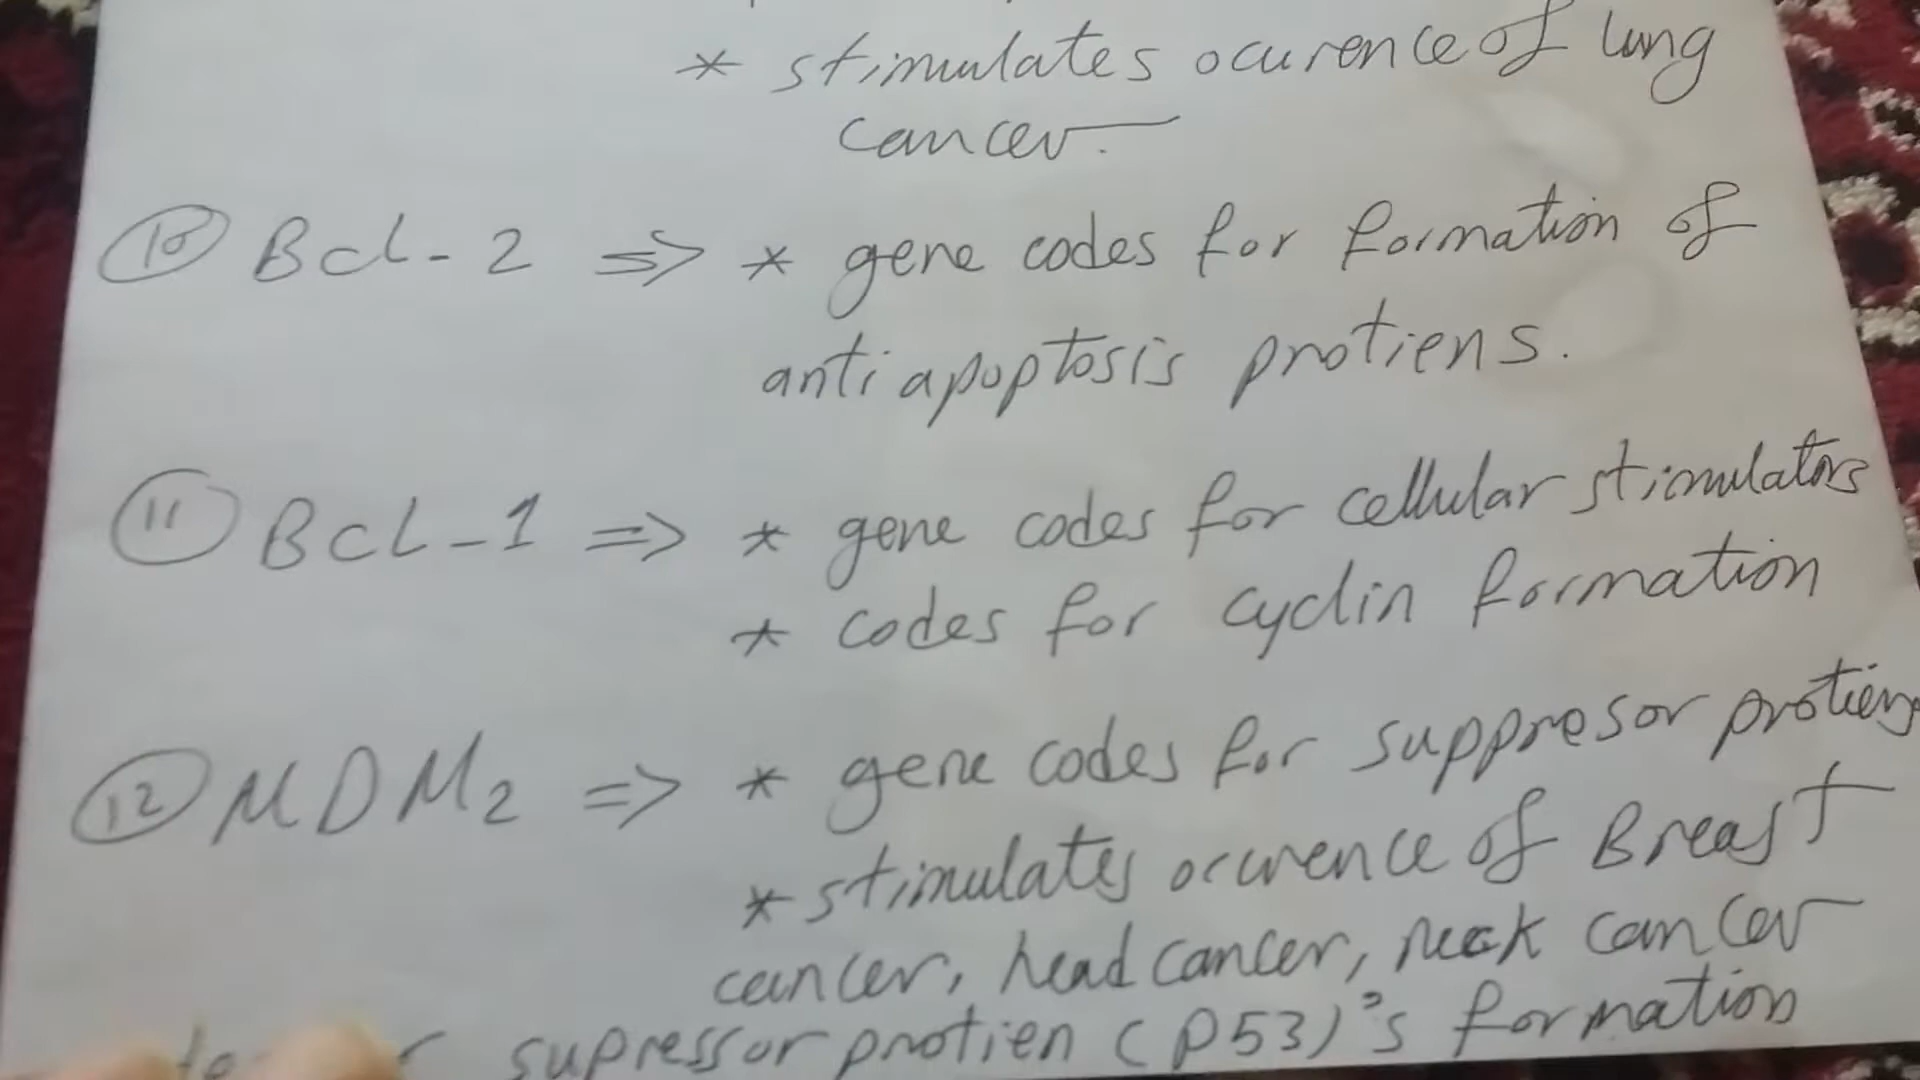 * stimulates ocurence of lung
cancer.
10 Bcl-2 => * gene codes for formation of
anti apoptosis protiens.
11 BcL-1 => * gene codes for cellular stimulators
* codes for cyclin formation
12 MDM2 => * gene codes for suppresor protiens
* stimulates ocurence of Breast
cancer, head cancer, neck cancer
supressor protien (P53)'s formation